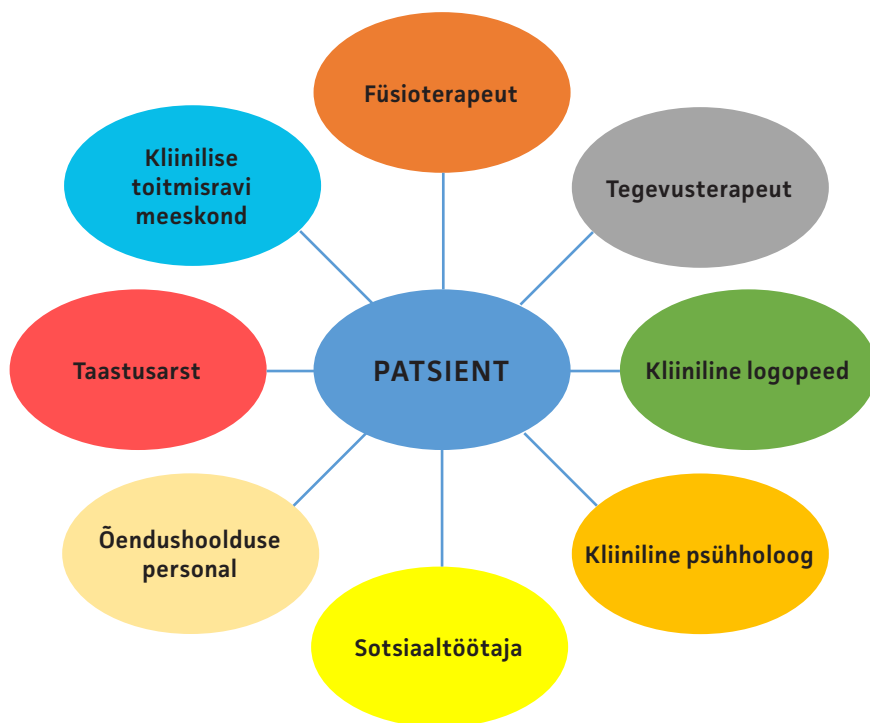 Füsioterapeut
Kliinilise
toitmisravi
meeskond
Tegevusterapeut
Taastusarst
PATSIENT
Kliiniline logopeed
Õendushoolduse
personal
Kliiniline psühholoog
Sotsiaaltöötaja